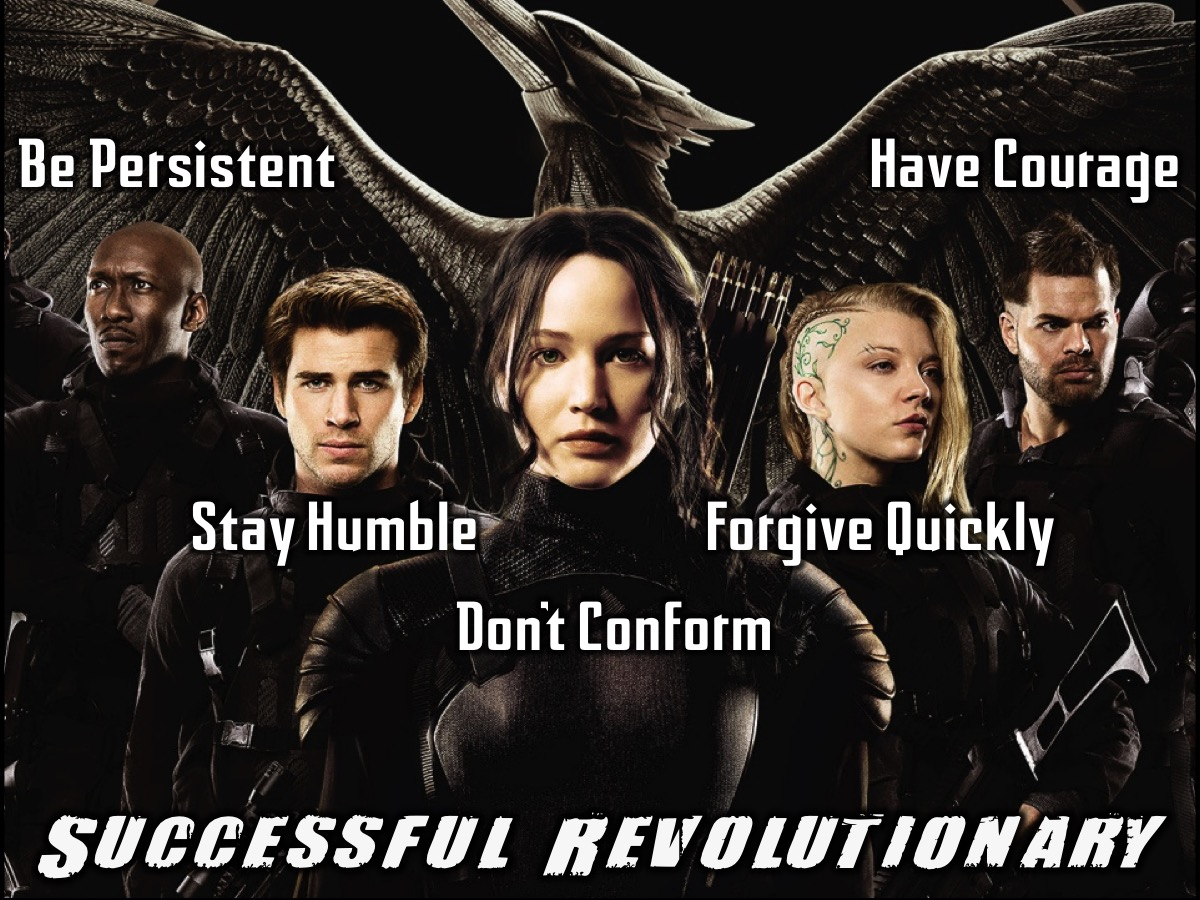 Be Persistent
Have Courage
Stay Humble
Forgive Quickly
Don't Conform
Successful Revolutionary